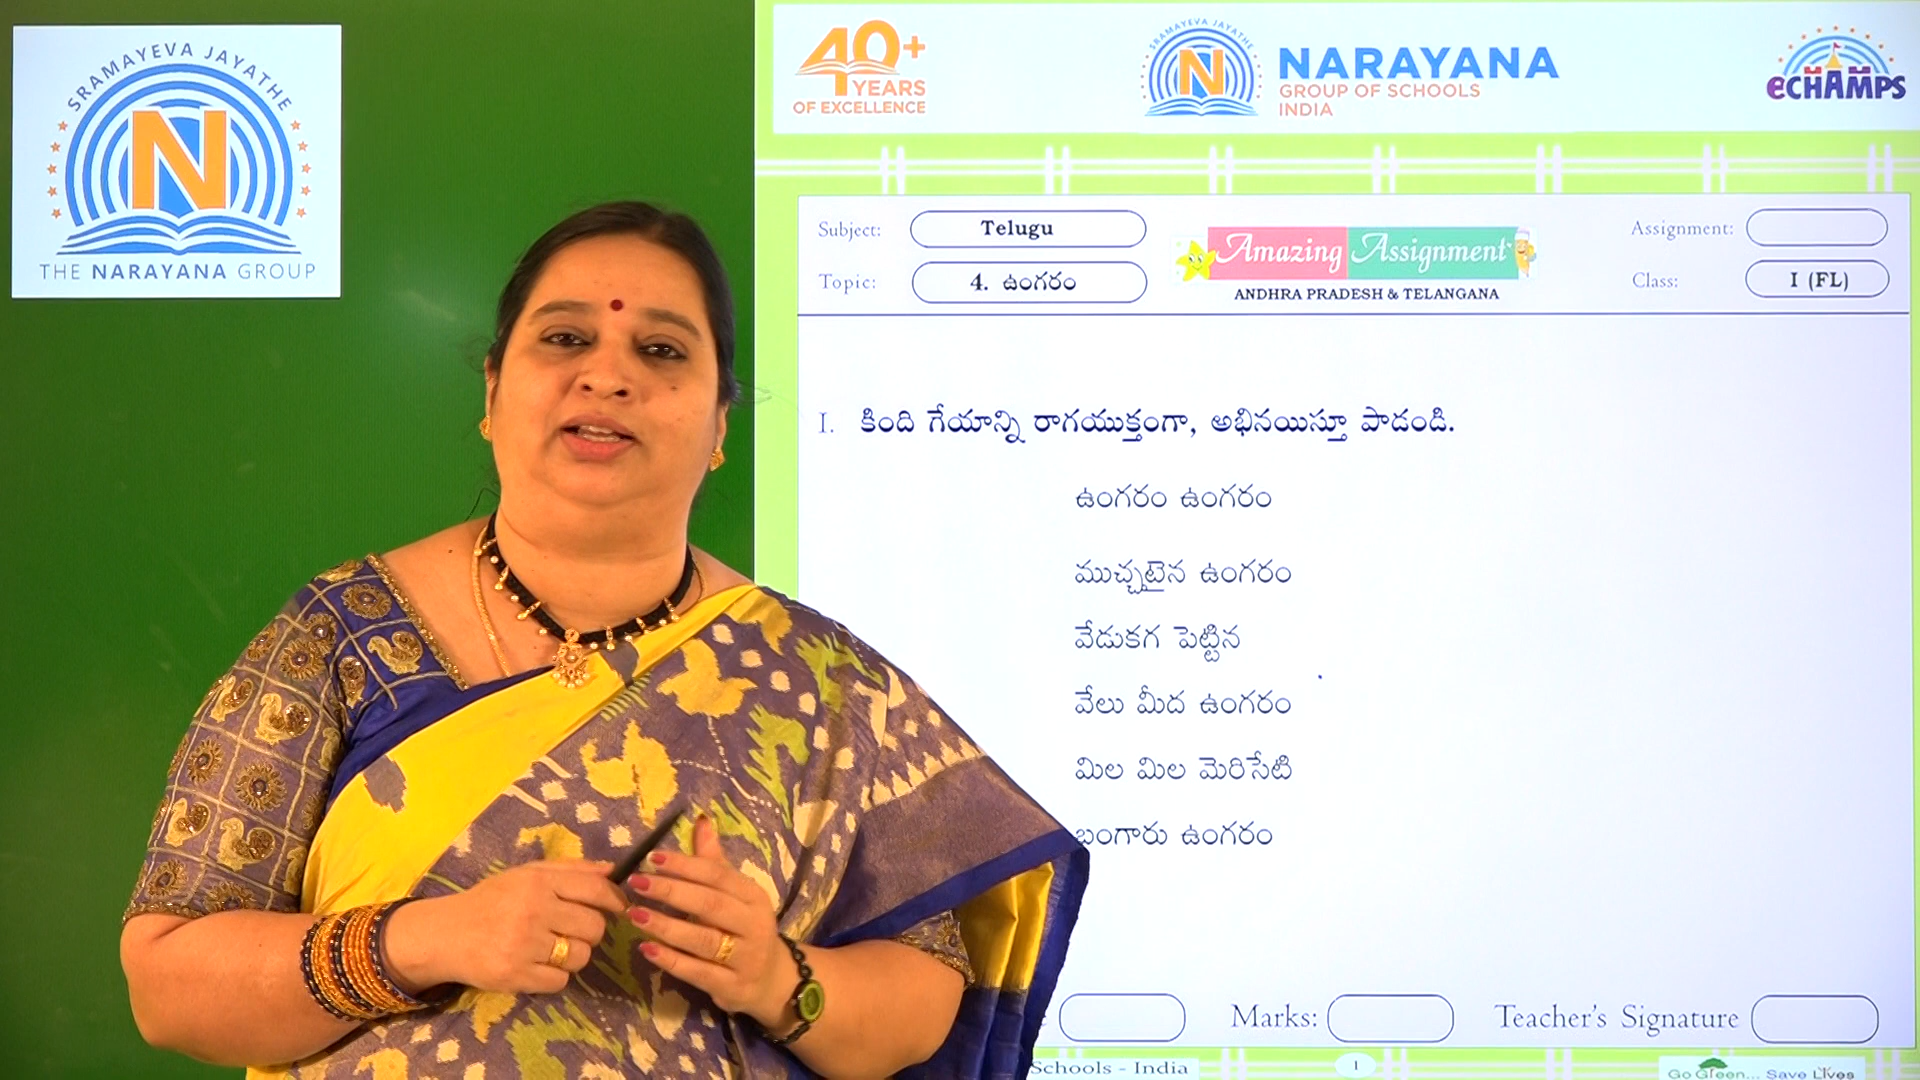 SRAMAYEVA JAYATHE
N
THE NARAYANA GROUP
40+
YEARS
OF EXCELLENCE
SRAMAYEVA JAYATHE
N
NARAYANA
GROUP OF SCHOOLS
INDIA
eCHAMPS
Subject: Telugu
Topic: 4. ఉంగరం
Amazing Assignment
ANDHRA PRADESH & TELANGANA
Assignment:
Class: I (FL)
I. కింది గేయాన్ని రాగయుక్తంగా, అభినయిస్తూ పాడండి.
ఉంగరం ఉంగరం
ముచ్చటైన ఉంగరం
వేడుకగ పెట్టిన
వేలు మీద ఉంగరం
మిల మిల మెరిసేటి
బంగారు ఉంగరం
Marks: Teacher's Signature
Schools - India
1
Go Green... Save Lives